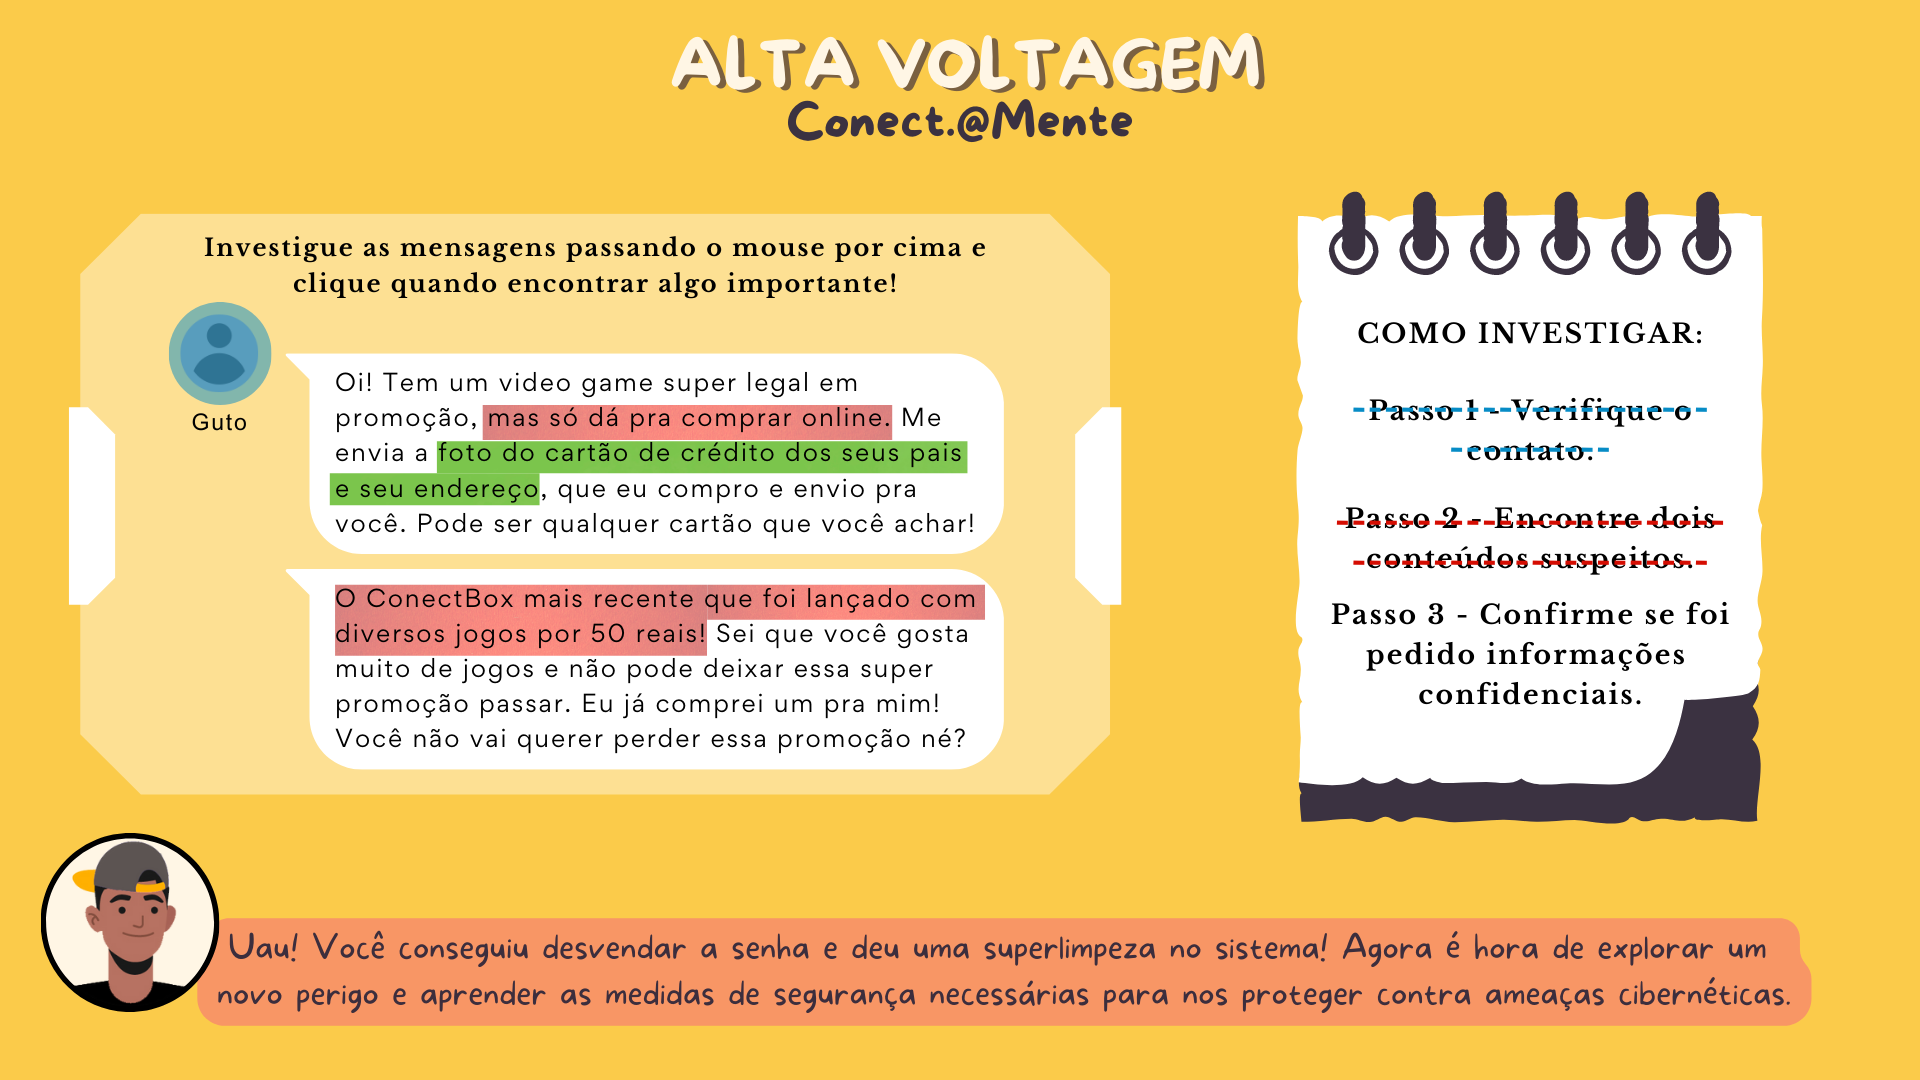 ALTA VOLTAGEM
Conect.@Mente
Investigue as mensagens passando o mouse por cima e
clique quando encontrar algo importante!
Guto
Oi! Tem um video game super legal em
promoção, mas só dá pra comprar online. Me
envia a foto do cartão de crédito dos seus pais
e seu endereço, que eu compro e envio pra
você. Pode ser qualquer cartão que você achar!
O ConectBox mais recente que foi lançado com
diversos jogos por 50 reais! Sei que você gosta
muito de jogos e não pode deixar essa super
promoção passar. Eu já comprei um pra mim!
Você não vai querer perder essa promoção né?
COMO INVESTIGAR:
Passo 1 - Verifique o
contato.
Passo 2 - Encontre dois
conteúdos suspeitos.
Passo 3 - Confirme se foi
pedido informações
confidenciais.
Uau! Você conseguiu desvendar a senha e deu uma superlimpeza no sistema! Agora é hora de explorar um
novo perigo e aprender as medidas de segurança necessárias para nos proteger contra ameaças cibernéticas.